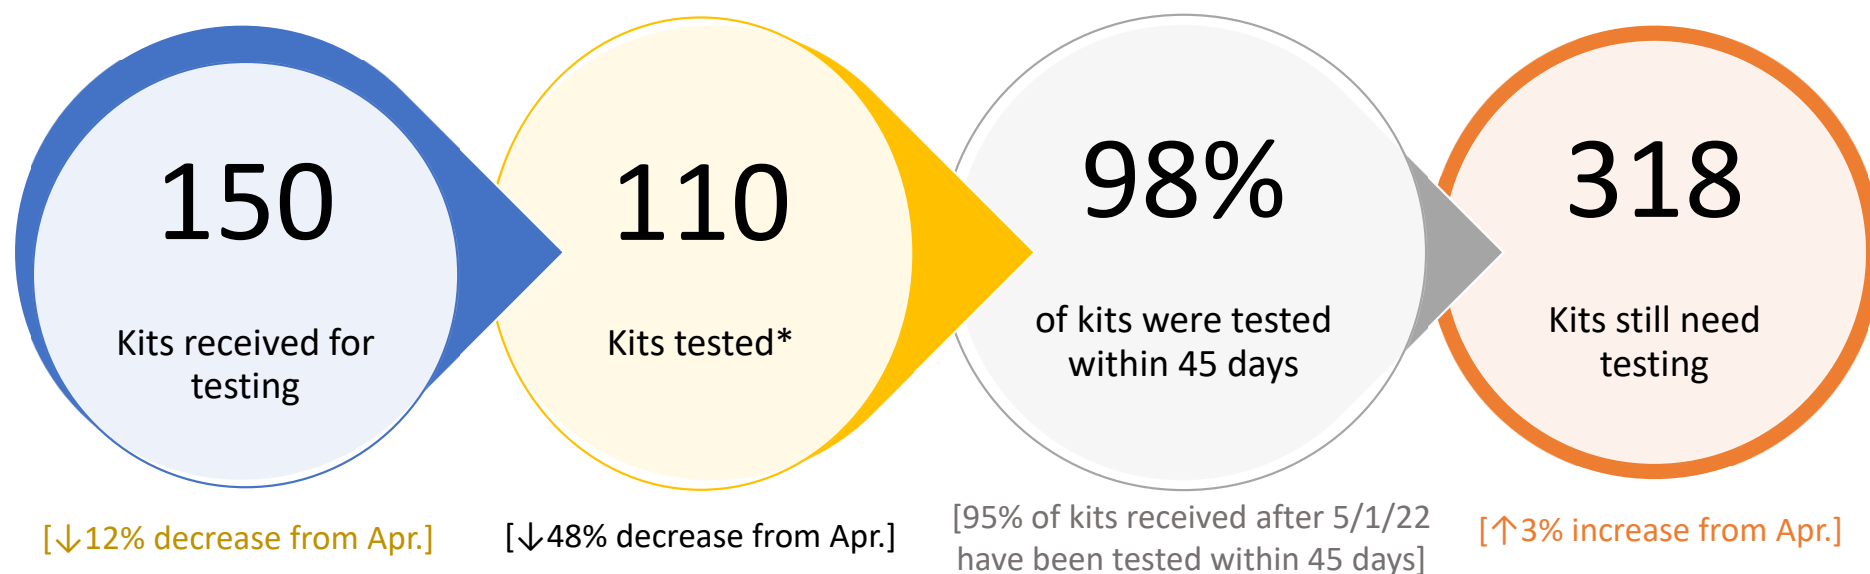 150
Kits received for
testing
[↓12% decrease from Apr.]
110
Kits tested*
[↓48% decrease from Apr.]
98%
of kits were tested
within 45 days
[95% of kits received after 5/1/22
have been tested within 45 days]
318
Kits still need
testing
[↑3% increase from Apr.]